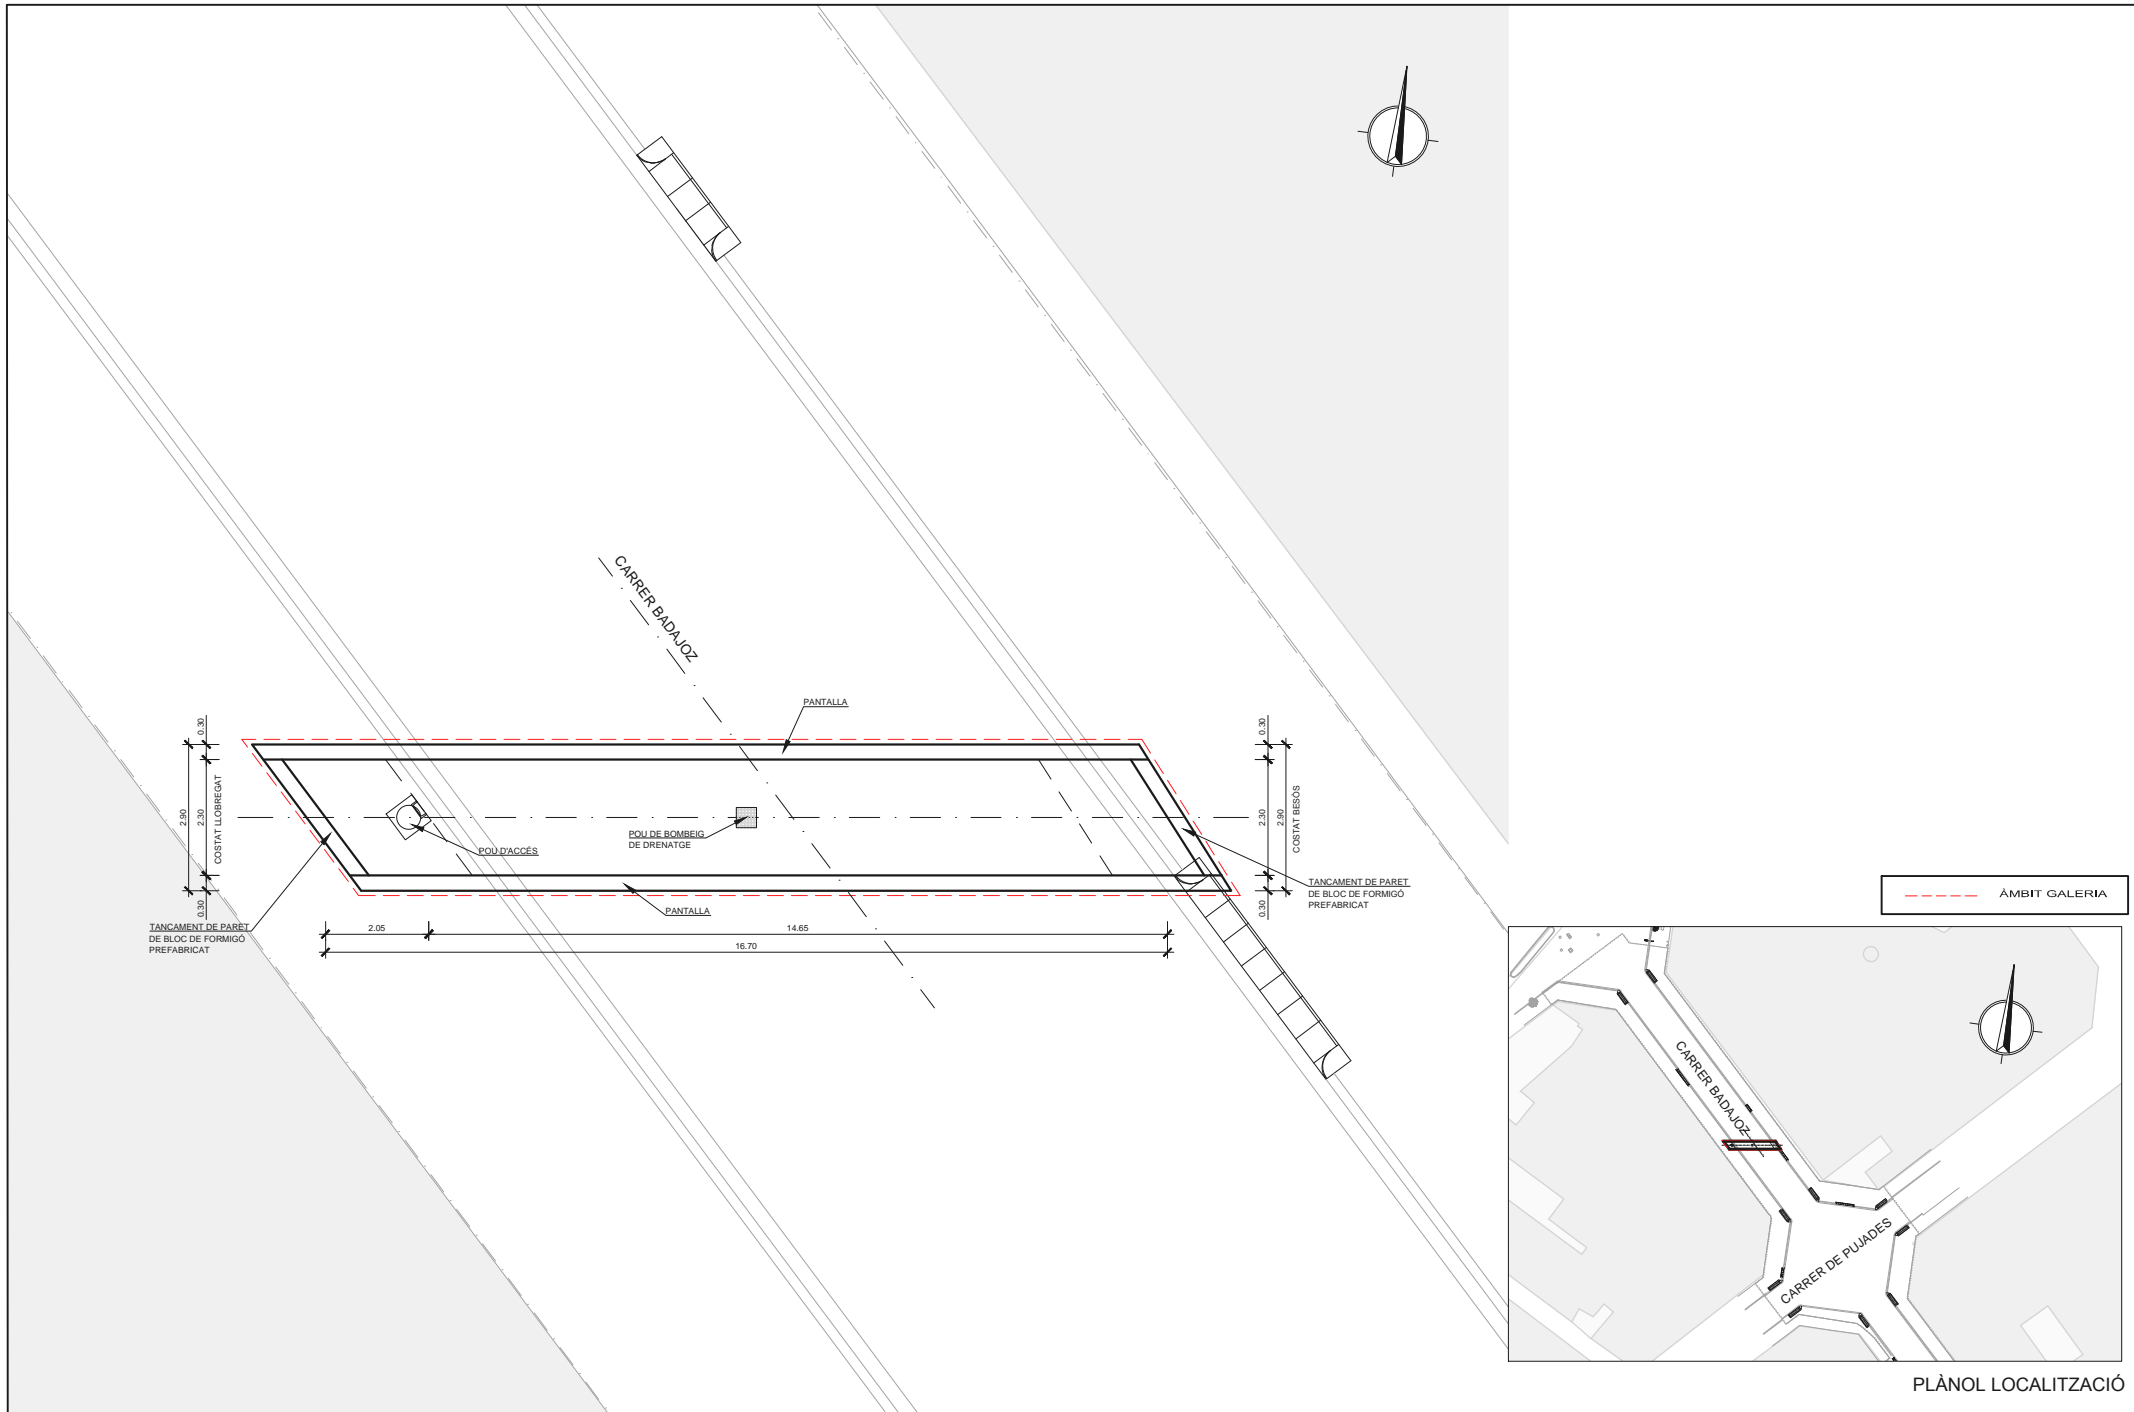 CARRER BADAJOZ
PANTALLA
0.30
2.30
2.90
0.30
COSTAT LLOBREGAT
POU D'ACCÉS
POU DE BOMBEIG
DE DRENATGE
0.30
2.30
2.90
0.30
COSTAT BESÒS
TANCAMENT DE PARET
DE BLOC DE FORMIGÓ
PREFABRICAT
PANTALLA
TANCAMENT DE PARET
DE BLOC DE FORMIGÓ
PREFABRICAT
2.05
14.65
16.70
ÀMBIT GALERIA
CARRER BADAJOZ
CARRER DE PUJADES
PLÀNOL LOCALITZACIÓ